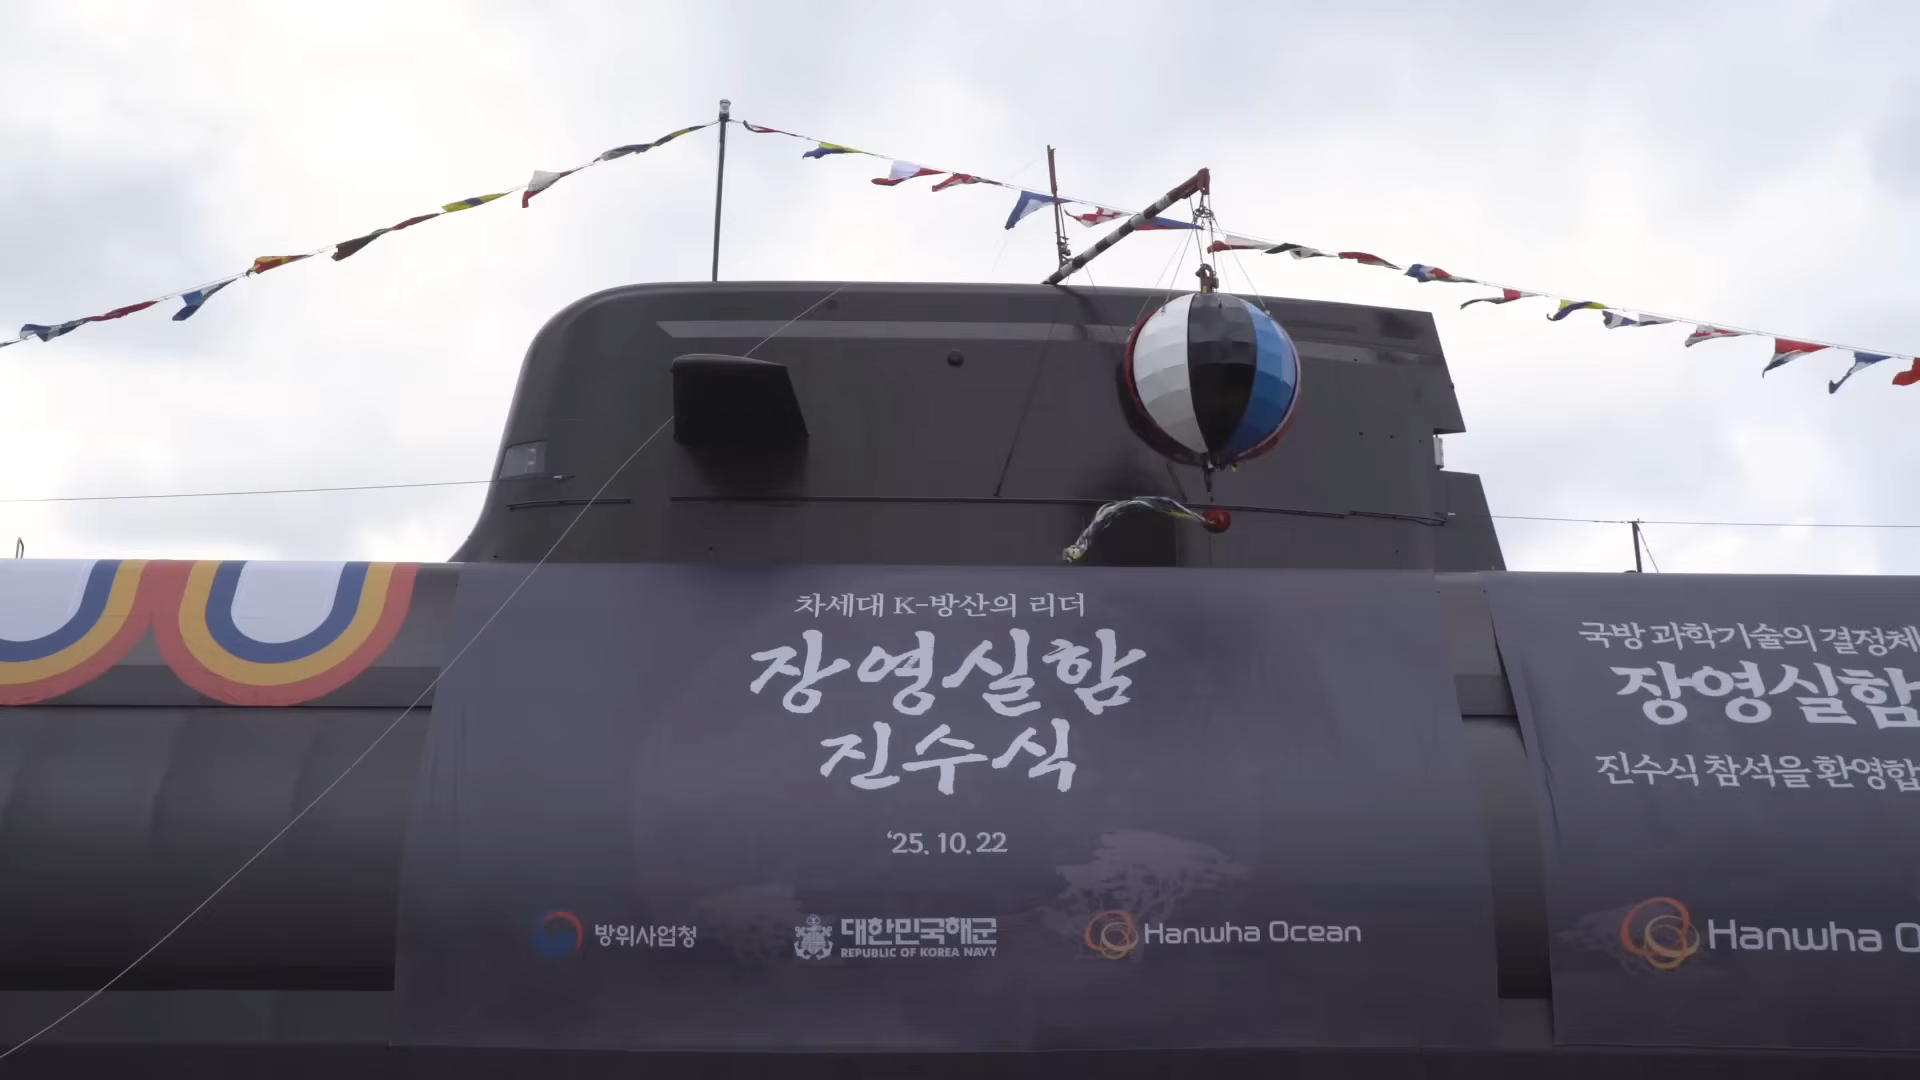 차세대 K-방산의 리더
장영실함
진수식
'25. 10. 22
방위사업청
대한민국해군
REPUBLIC OF KOREA NAVY
Hanwha Ocean
국방과학기술의 결정체
장영실함
진수식 참석을 환영합
Hanwha O